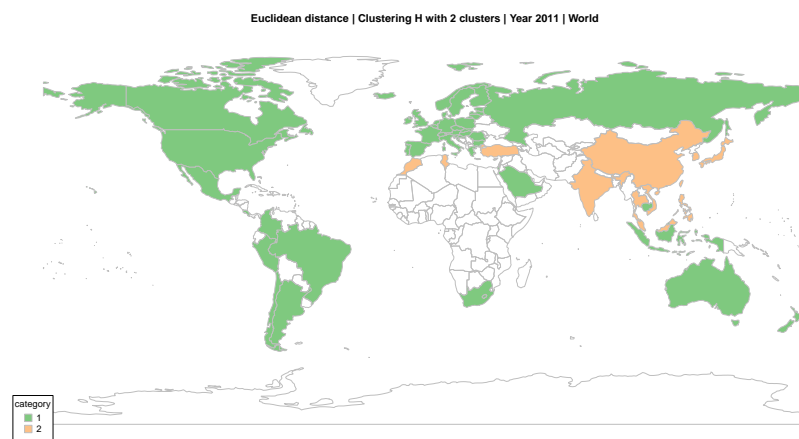 Euclidean distance | Clustering H with 2 clusters | Year 2011 | World
category
1
2